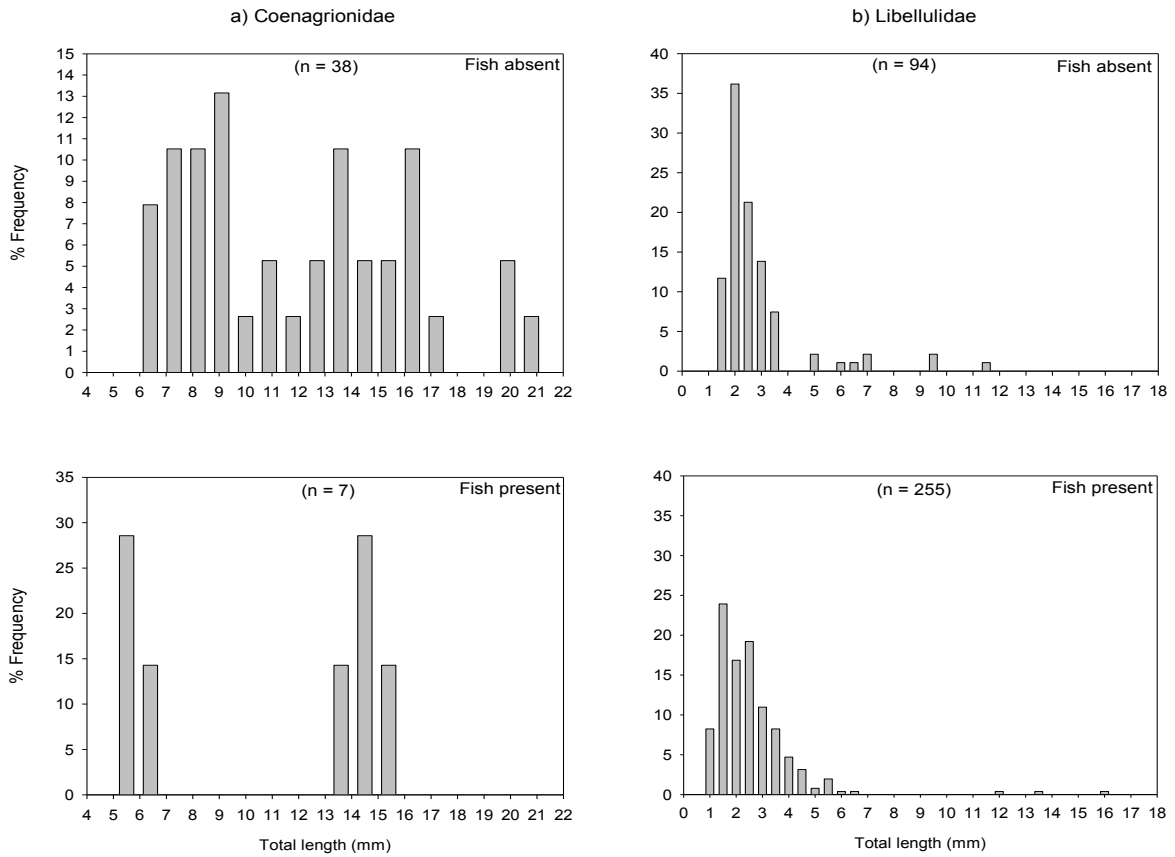 a) Coenagrionidae
(n = 38)
Fish absent
% Frequency
15
14
13
12
11
10
9
8
7
6
5
4
3
2
1
0
4 5 6 7 8 9 10 11 12 13 14 15 16 17 18 19 20 21 22
b) Libellulidae
(n = 94)
Fish absent
40
35
30
25
20
15
10
5
0
0 1 2 3 4 5 6 7 8 9 10 11 12 13 14 15 16 17 18
(n = 7)
Fish present
% Frequency
35
30
25
20
15
10
5
0
4 5 6 7 8 9 10 11 12 13 14 15 16 17 18 19 20 21 22
Total length (mm)
(n = 255)
Fish present
40
35
30
25
20
15
10
5
0
0 1 2 3 4 5 6 7 8 9 10 11 12 13 14 15 16 17 18
Total length (mm)